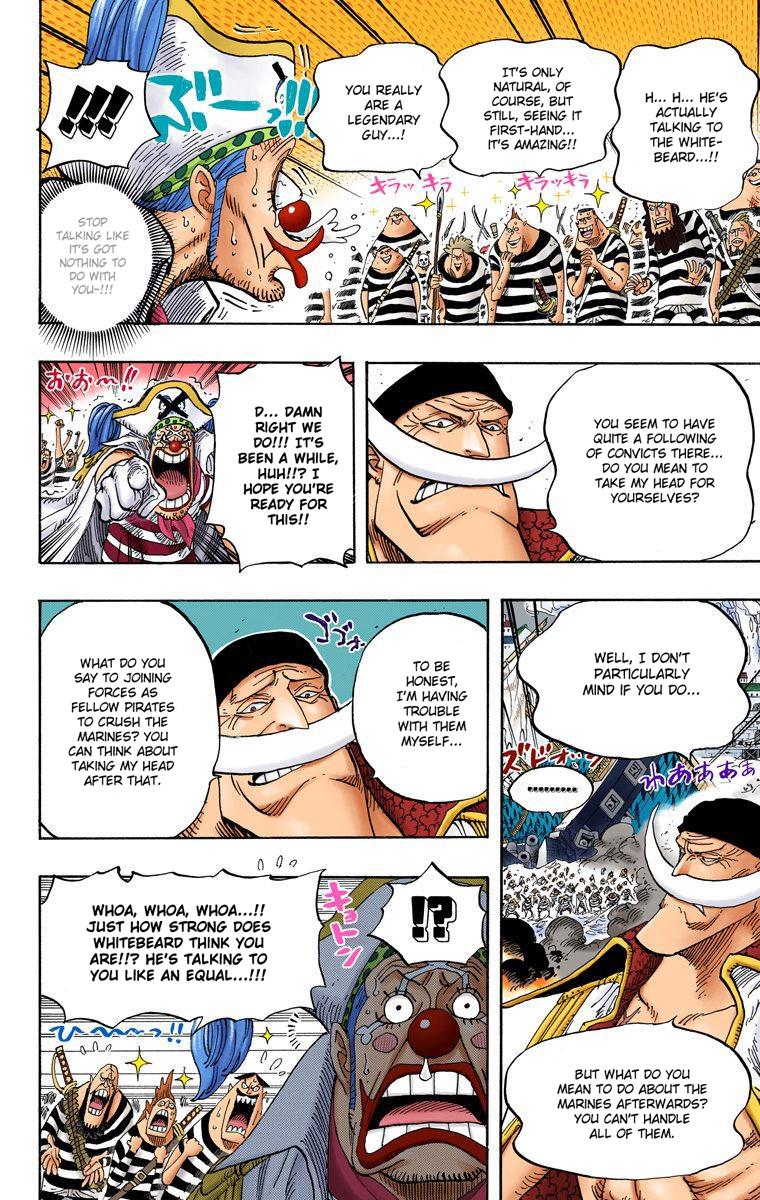 H... H... HE'S
ACTUALLY
TALKING TO
THE WHITE-
BEARD...!!
IT'S ONLY
NATURAL, OF
COURSE, BUT
STILL, SEEING IT
FIRST-HAND...
IT'S AMAZING!!
YOU REALLY
ARE A
LEGENDARY
GUY...!
キラッキラ
キラッキラ
ぶーっ!!
!!!
STOP
TALKING LIKE
IT'S GOT
NOTHING TO
DO WITH
YOU~!!!
YOU SEEM TO HAVE
QUITE A FOLLOWING
OF CONVICTS THERE...
DO YOU MEAN TO
TAKE MY HEAD FOR
YOURSELVES?
D... DAMN
RIGHT WE
DO!!! IT'S
BEEN A WHILE,
HUH!!? I
HOPE YOU'RE
READY FOR
THIS!!
おお〜!!
WELL, I DON'T
PARTICULARLY
MIND IF YOU DO...
ズドォッ
わあああああ
..........
BUT WHAT DO YOU
MEAN TO DO ABOUT THE
MARINES AFTERWARDS?
YOU CAN'T HANDLE
ALL OF THEM.
TO BE
HONEST,
I'M HAVING
TROUBLE
WITH THEM
MYSELF...
WHAT DO YOU
SAY TO JOINING
FORCES AS
FELLOW PIRATES
TO CRUSH THE
MARINES? YOU
CAN THINK ABOUT
TAKING MY HEAD
AFTER THAT.
!?
キョトン
WHOA, WHOA, WHOA...!!
JUST HOW STRONG DOES
WHITEBEARD THINK YOU
ARE!!? HE'S TALKING TO
YOU LIKE AN EQUAL...!!!
ひ〜〜っ!!